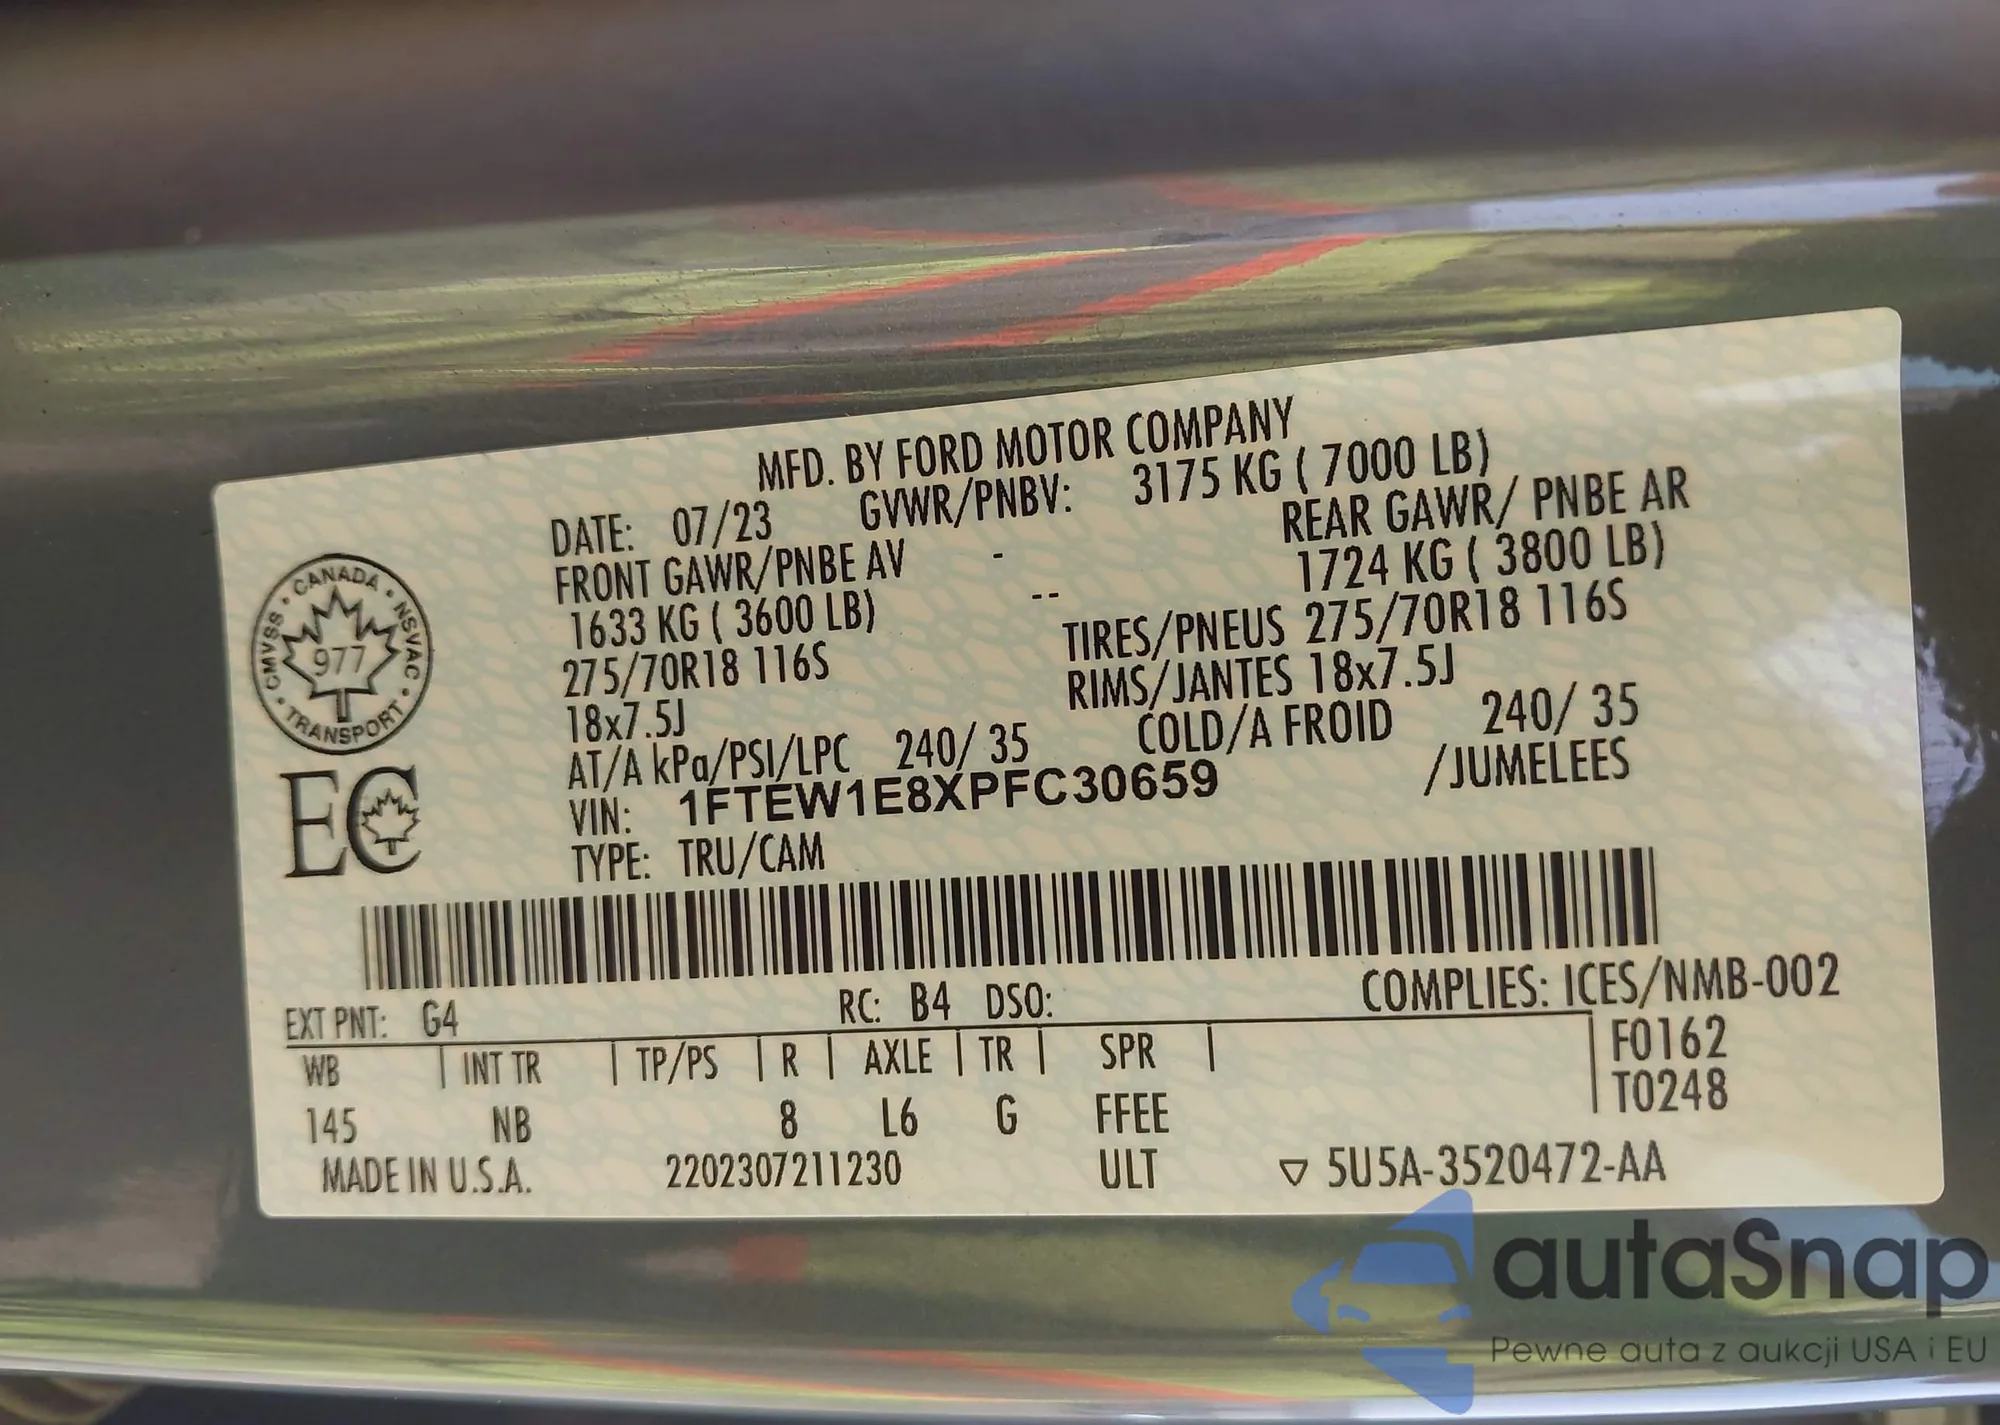 MFD. BY FORD MOTOR COMPANY
DATE: 07/23 GVWR/PNBV: 3175 KG ( 7000 LB)
FRONT GAWR/PNBE AV - REAR GAWR/ PNBE AR
1633 KG ( 3600 LB) -- 1724 KG ( 3800 LB)
275/70R18 116S TIRES/PNEUS 275/70R18 116S
18x7.5J RIMS/JANTES 18x7.5J
AT/A kPa/PSI/LPC 240/ 35 COLD/A FROID 240/ 35
VIN: 1FTEW1E8XPFC30659 /JUMELEES
TYPE: TRU/CAM
CANADA • NSVAC • TRANSPORT • CMVSS •
977
EC
EXT PNT: G4 RC: B4 DSO: COMPLIES: ICES/NMB-002
WB | INT TR | TP/PS | R | AXLE | TR | SPR | F0162
T0248
145 NB 8 L6 G FFEE
MADE IN U.S.A. 2202307211230 ULT ▽ 5U5A-3520472-AA
autaSnap
Pewne auta z aukcji USA i EU